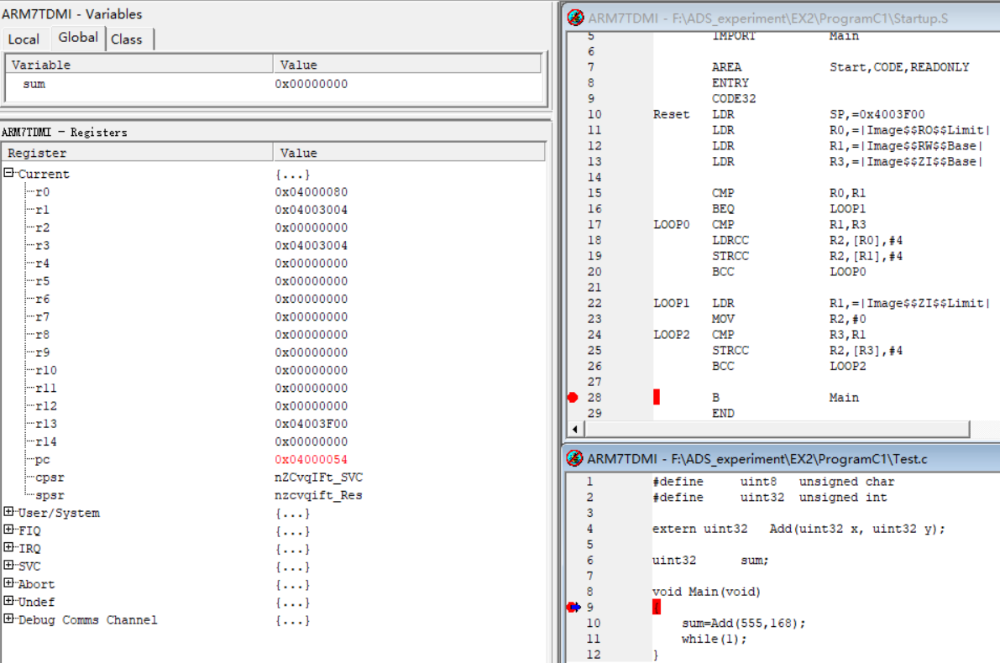 ARM7TDMI - Variables
Local Global Class
Variable Value
sum 0x00000000
ARM7TDMI - Registers
Register Value
Current {...}
r0 0x04000080
r1 0x04003004
r2 0x00000000
r3 0x04003004
r4 0x00000000
r5 0x00000000
r6 0x00000000
r7 0x00000000
r8 0x00000000
r9 0x00000000
r10 0x00000000
r11 0x00000000
r12 0x00000000
r13 0x04003F00
r14 0x00000000
pc 0x04000054
cpsr nZCvqIFt_SVC
spsr nzcvqift_Res
User/System {...}
FIQ {...}
IRQ {...}
SVC {...}
Abort {...}
Undef {...}
Debug Comms Channel {...}
ARM7TDMI - F:\ADS_experiment\EX2\ProgramC1\Startup.S
5 IMPORT Main
6
7 AREA Start,CODE,READONLY
8 ENTRY
9 CODE32
10 Reset LDR SP,=0x4003F00
11 LDR R0,=|Image$$RO$$Limit|
12 LDR R1,=|Image$$RW$$Base|
13 LDR R3,=|Image$$ZI$$Base|
14
15 CMP R0,R1
16 BEQ LOOP1
17 LOOP0 CMP R1,R3
18 LDRCC R2,[R0],#4
19 STRCC R2,[R1],#4
20 BCC LOOP0
21
22 LOOP1 LDR R1,=|Image$$ZI$$Limit|
23 MOV R2,#0
24 LOOP2 CMP R3,R1
25 STRCC R2,[R3],#4
26 BCC LOOP2
27
28 B Main
29 END
ARM7TDMI - F:\ADS_experiment\EX2\ProgramC1\Test.c
1 #define uint8 unsigned char
2 #define uint32 unsigned int
3
4 extern uint32 Add(uint32 x, uint32 y);
5
6 uint32 sum;
7
8 void Main(void)
9 {
10 sum=Add(555,168);
11 while(1);
12 }